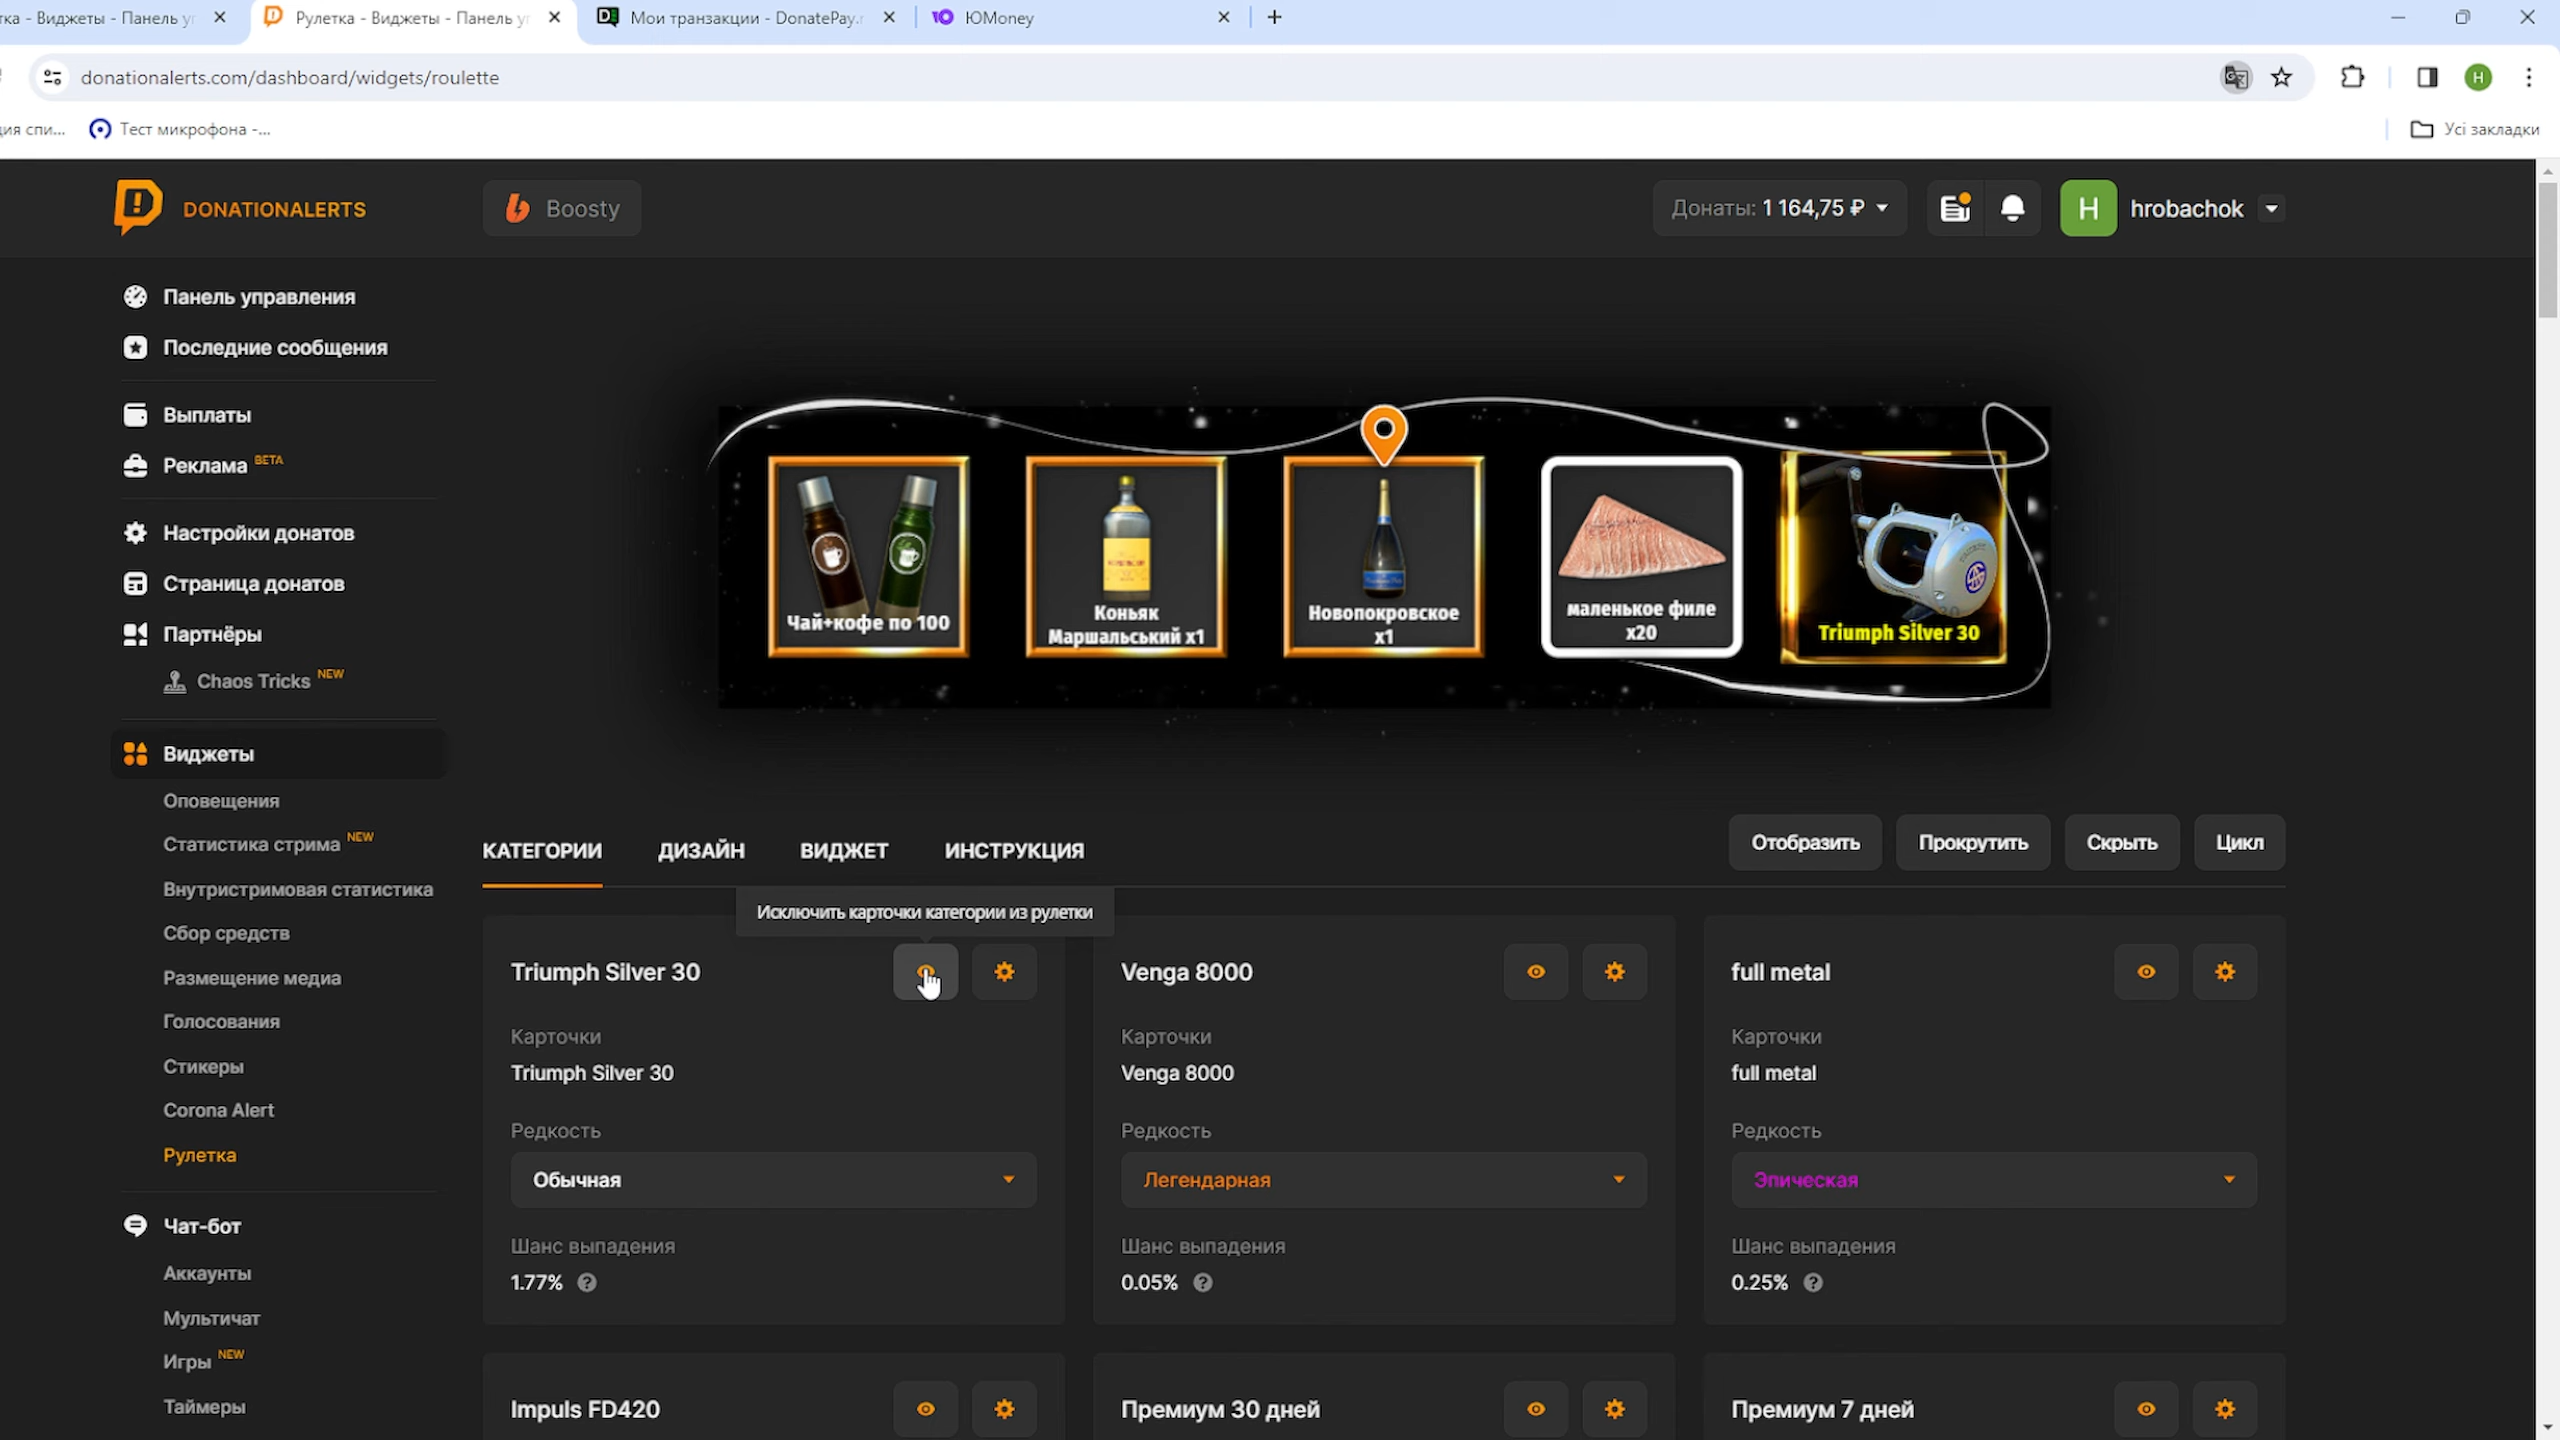 ка - Виджеты - Панель уг
Рулетка - Виджеты - Панель уг
Мои транзакции - DonatePay.r
ЮMoney
donationalerts.com/dashboard/widgets/roulette
H
ция спи...
Тест микрофона -...
Усі закладки
DONATIONALERTS
Boosty
Донаты: 1 164,75 ₽
H
hrobachok
Панель управления
Последние сообщения
Выплаты
Реклама BETA
Настройки донатов
Страница донатов
Партнёры
Chaos Tricks NEW
Виджеты
Оповещения
Статистика стрима NEW
Внутристримовая статистика
Сбор средств
Размещение медиа
Голосования
Стикеры
Corona Alert
Рулетка
Чат-бот
Аккаунты
Мультичат
Игры NEW
Таймеры
Чай+кофе по 100
Коньяк
Маршальський x1
Новопокровское
x1
маленькое филе
x20
Triumph Silver 30
КАТЕГОРИИ
ДИЗАЙН
ВИДЖЕТ
ИНСТРУКЦИЯ
Отобразить
Прокрутить
Скрыть
Цикл
Исключить карточки категории из рулетки
Triumph Silver 30
Карточки
Triumph Silver 30
Редкость
Обычная
Шанс выпадения
1.77% ?
Venga 8000
Карточки
Venga 8000
Редкость
Легендарная
Шанс выпадения
0.05% ?
full metal
Карточки
full metal
Редкость
Эпическая
Шанс выпадения
0.25% ?
Impuls FD420
Премиум 30 дней
Премиум 7 дней